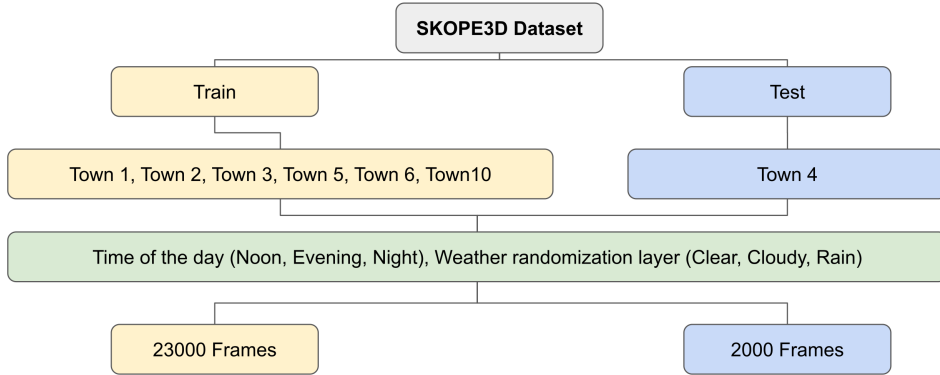 SKOPE3D Dataset
Train
Test
Town 1, Town 2, Town 3, Town 5, Town 6, Town10
Town 4
Time of the day (Noon, Evening, Night), Weather randomization layer (Clear, Cloudy, Rain)
23000 Frames
2000 Frames